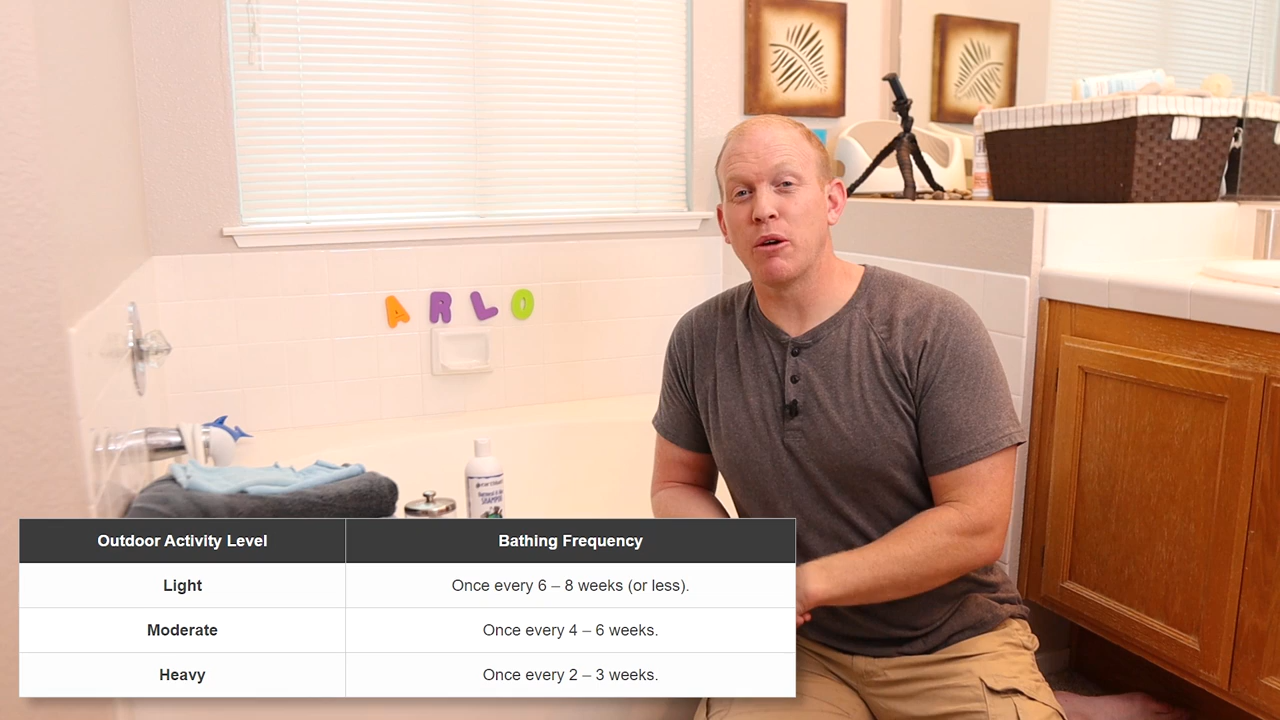 ARLO
SHAMPOO
Outdoor Activity Level Bathing Frequency
Light Once every 6 – 8 weeks (or less).
Moderate Once every 4 – 6 weeks.
Heavy Once every 2 – 3 weeks.